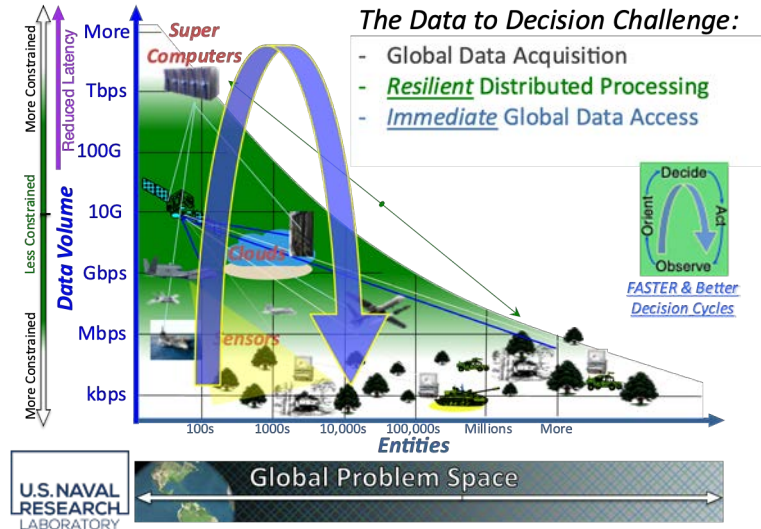 The Data to Decision Challenge:
- Global Data Acquisition
- Resilient Distributed Processing
- Immediate Global Data Access
More Constrained
Less Constrained
More Constrained
Reduced Latency
Data Volume
More
Tbps
100G
10G
Gbps
Mbps
kbps
Super
Computers
Clouds
Sensors
Decide
Act
Observe
Orient
FASTER & Better
Decision Cycles
100s
1000s
10,000s
100,000s
Millions
More
Entities
Global Problem Space
U.S. NAVAL
RESEARCH
LABORATORY